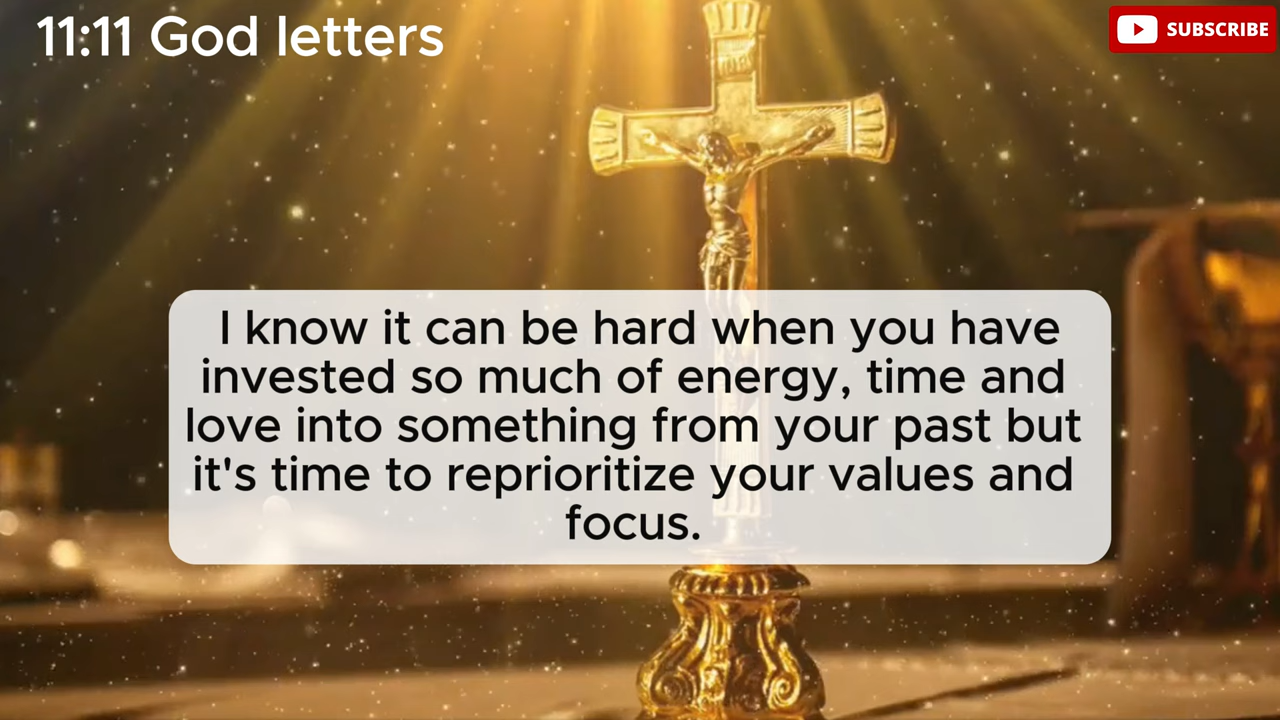 11:11 God letters
SUBSCRIBE
INRI
I know it can be hard when you have
invested so much of energy, time and
love into something from your past but
it's time to reprioritize your values and
focus.